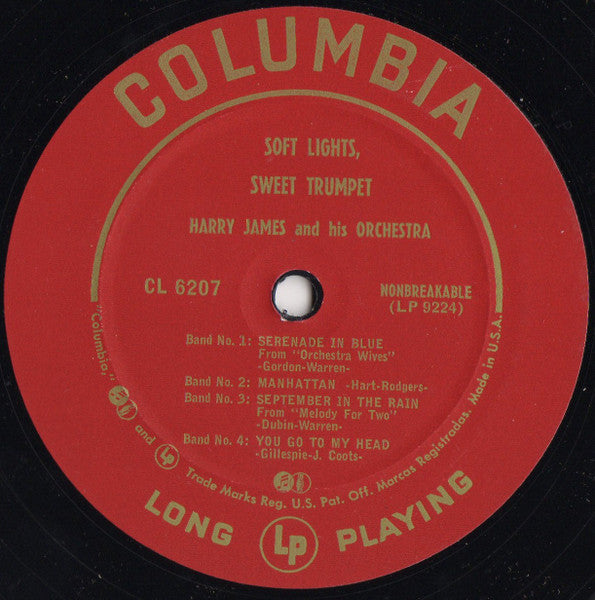 COLUMBIA
SOFT LIGHTS,
SWEET TRUMPET
HARRY JAMES and his ORCHESTRA
CL 6207
NONBREAKABLE
(LP 9224)
Band No. 1: SERENADE IN BLUE
From "Orchestra Wives"
-Gordon-Warren-
Band No. 2: MANHATTAN -Hart-Rodgers-
Band No. 3: SEPTEMBER IN THE RAIN
From "Melody For Two"
-Dubin-Warren-
Band No. 4: YOU GO TO MY HEAD
-Gillespie-J. Coots-
"Columbia," and LP Trade Marks Reg. U.S. Pat. Off. Marcas Registradas. Made in U.S.A.
LONG LP PLAYING